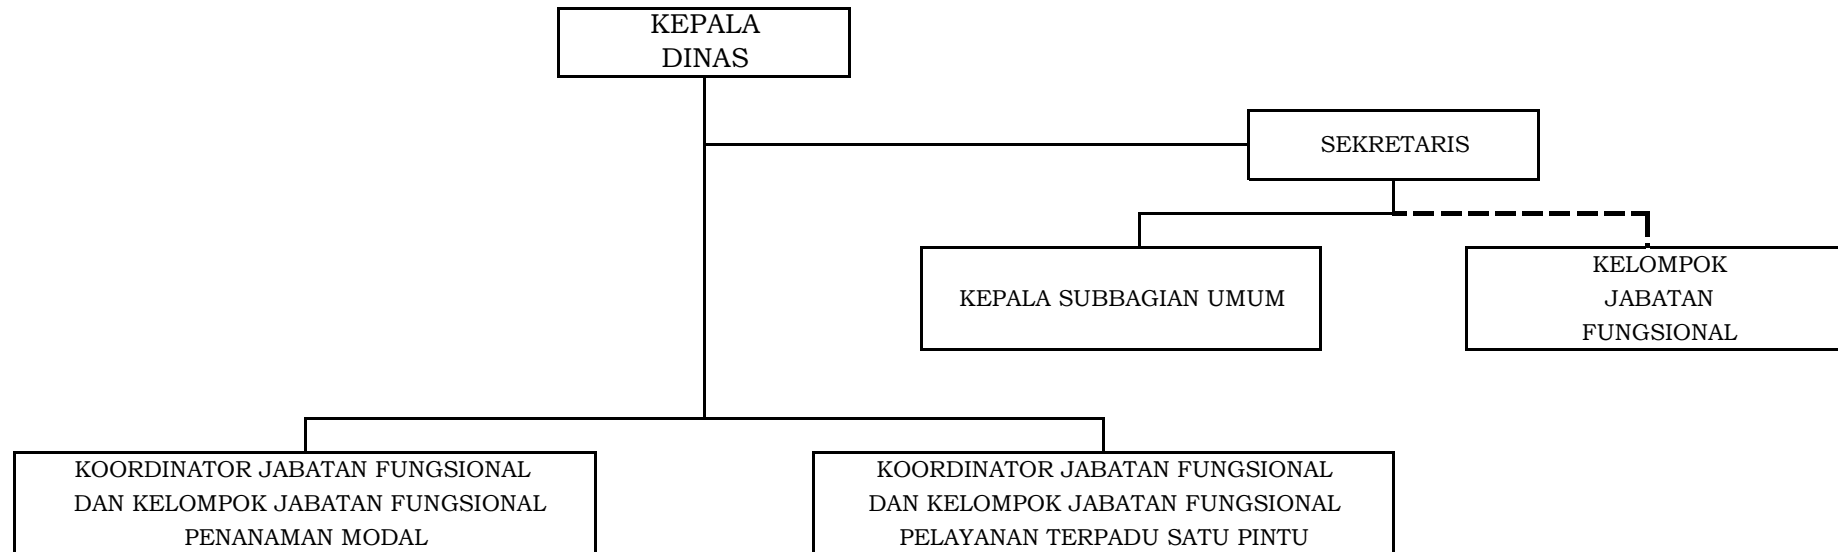 KEPALA
DINAS
SEKRETARIS
KEPALA SUBBAGIAN UMUM
KELOMPOK
JABATAN
FUNGSIONAL
KOORDINATOR JABATAN FUNGSIONAL
DAN KELOMPOK JABATAN FUNGSIONAL
PENANAMAN MODAL
KOORDINATOR JABATAN FUNGSIONAL
DAN KELOMPOK JABATAN FUNGSIONAL
PELAYANAN TERPADU SATU PINTU